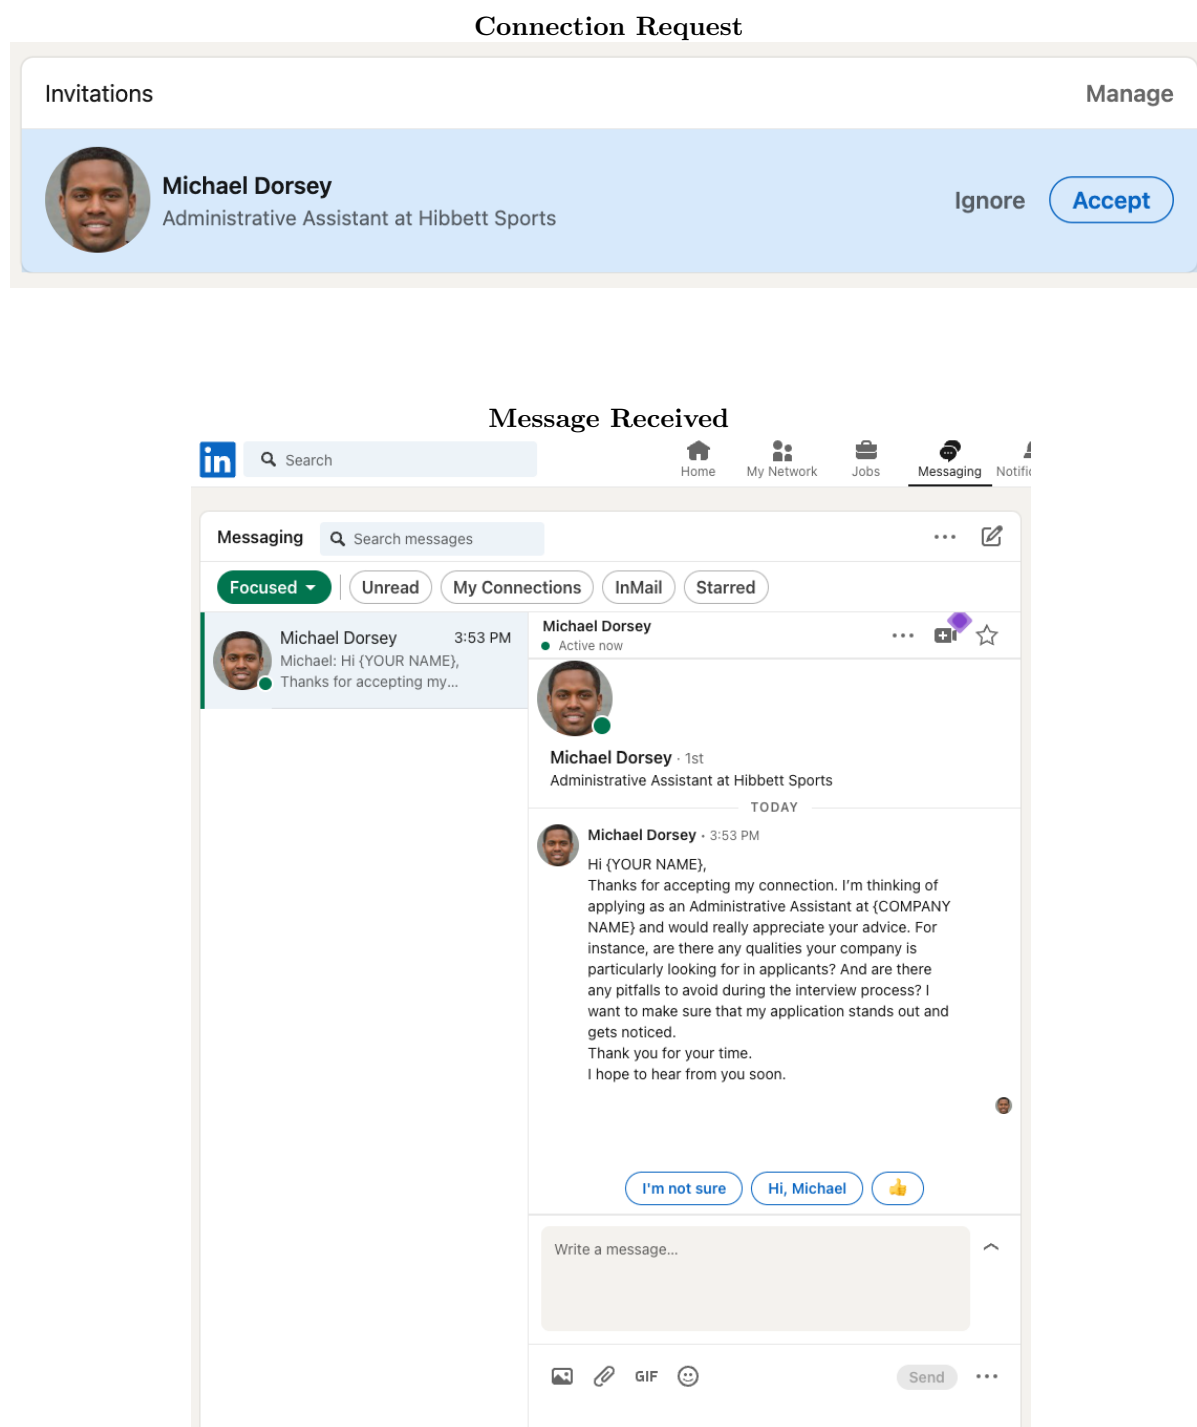 Connection Request
Invitations
Manage
Michael Dorsey
Administrative Assistant at Hibbett Sports
Ignore
Accept
Message Received
in
Search
Home
My Network
Jobs
Messaging
Notific
Messaging
Search messages
Focused
Unread
My Connections
InMail
Starred
Michael Dorsey
3:53 PM
Michael: Hi {YOUR NAME},
Thanks for accepting my...
Michael Dorsey
Active now
Michael Dorsey · 1st
Administrative Assistant at Hibbett Sports
TODAY
Michael Dorsey • 3:53 PM
Hi {YOUR NAME},
Thanks for accepting my connection. I'm thinking of
applying as an Administrative Assistant at {COMPANY
NAME} and would really appreciate your advice. For
instance, are there any qualities your company is
particularly looking for in applicants? And are there
any pitfalls to avoid during the interview process? I
want to make sure that my application stands out and
gets noticed.
Thank you for your time.
I hope to hear from you soon.
I'm not sure
Hi, Michael
👍
Write a message...
GIF
Send